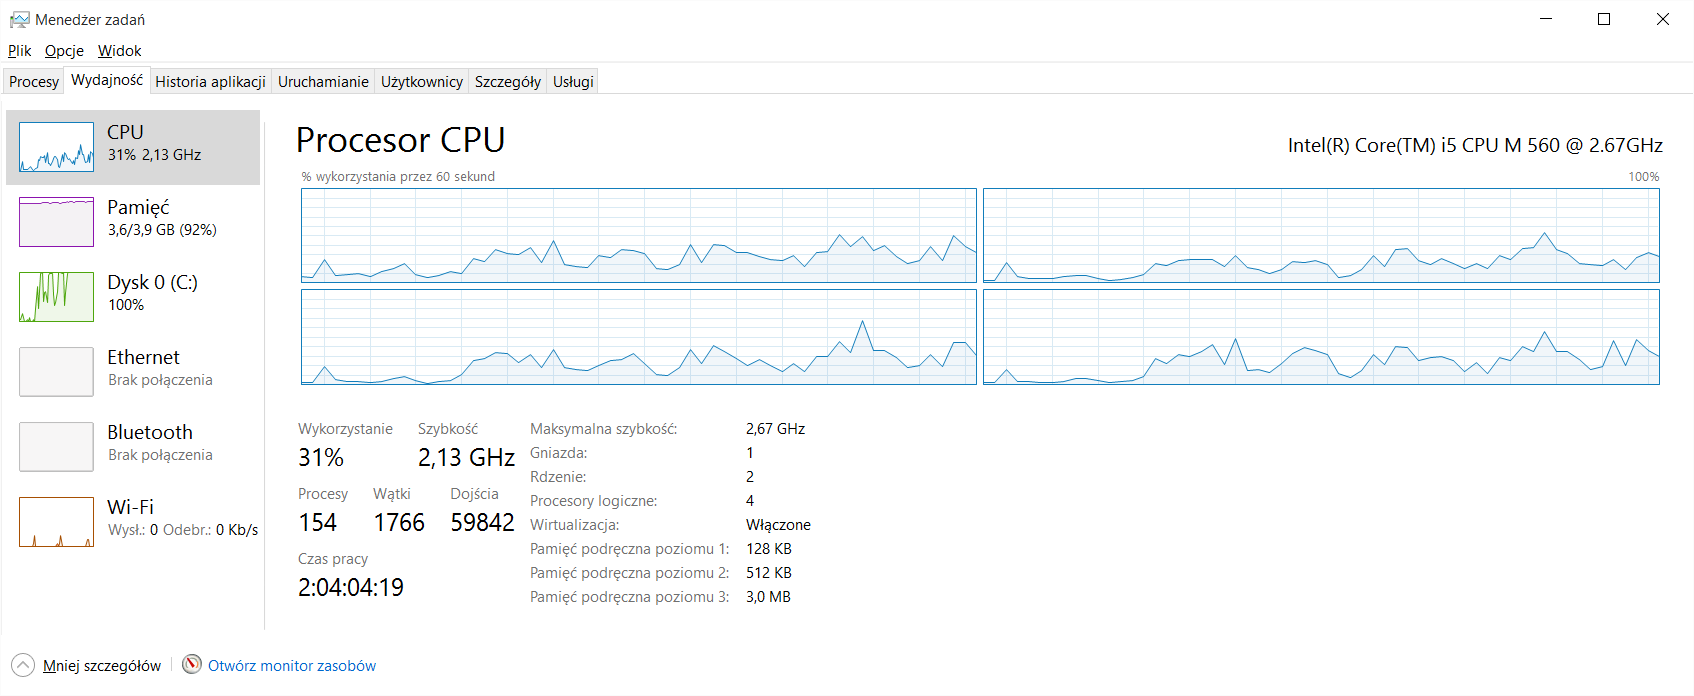 Menedżer zadań
Plik Opcje Widok
Procesy Wydajność Historia aplikacji Uruchamianie Użytkownicy Szczegóły Usługi
CPU
31% 2,13 GHz
Pamięć
3,6/3,9 GB (92%)
Dysk 0 (C:)
100%
Ethernet
Brak połączenia
Bluetooth
Brak połączenia
Wi-Fi
Wysł.: 0 Odebr.: 0 Kb/s
Procesor CPU
Intel(R) Core(TM) i5 CPU M 560 @ 2.67GHz
% wykorzystania przez 60 sekund
100%
Wykorzystanie Szybkość
31% 2,13 GHz
Procesy Wątki Dojścia
154 1766 59842
Czas pracy
2:04:04:19
Maksymalna szybkość: 2,67 GHz
Gniazda: 1
Rdzenie: 2
Procesory logiczne: 4
Wirtualizacja: Włączone
Pamięć podręczna poziomu 1: 128 KB
Pamięć podręczna poziomu 2: 512 KB
Pamięć podręczna poziomu 3: 3,0 MB
Mniej szczegółów
Otwórz monitor zasobów